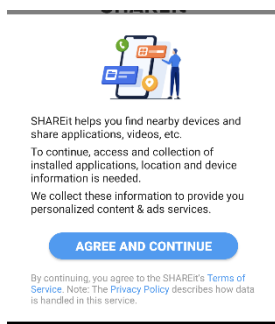 SHAREit helps you find nearby devices and
share applications, videos, etc.
To continue, access and collection of
installed applications, location and device
information is needed.
We collect these information to provide you
personalized content & ads services.
AGREE AND CONTINUE
By continuing, you agree to the SHAREit's Terms of
Service. Note: The Privacy Policy describes how data
is handled in this service.